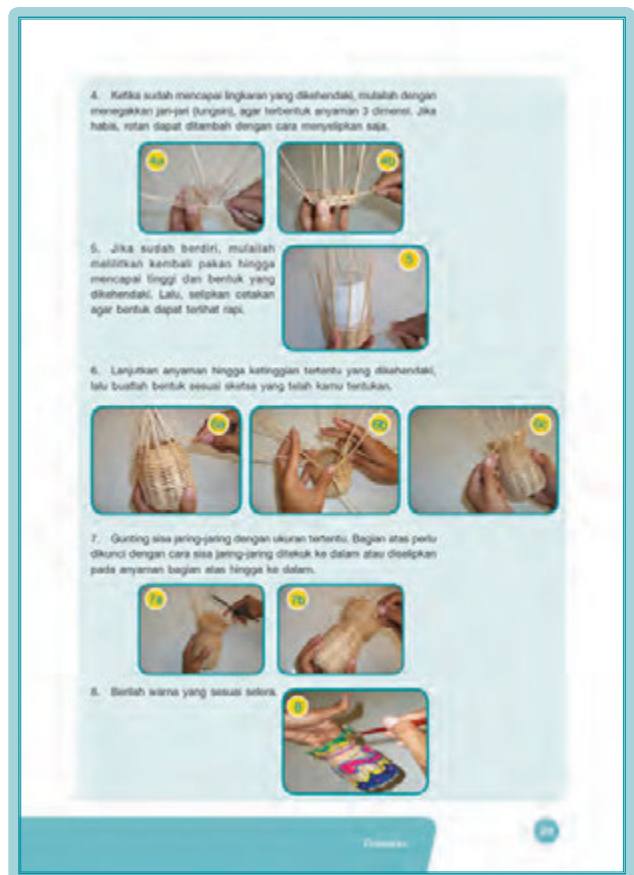 4. Ketika sudah mencapai lingkaran yang dikehendaki, mulailah dengan
menegakkan jari-jari (lungsin), agar terbentuk anyaman 3 dimensi. Jika
habis, rotan dapat ditambah dengan cara menyelipkan saja.
4a
4b
5. Jika sudah berdiri, mulailah
melilitkan kembali pakan hingga
mencapai tinggi dan bentuk yang
dikehendaki. Lalu, selipkan cetakan
agar bentuk dapat terlihat rapi.
5
6. Lanjutkan anyaman hingga ketinggian tertentu yang dikehendaki,
lalu buatlah bentuk sesuai sketsa yang telah kamu tentukan.
6a
6b
6c
7. Gunting sisa jaring-jaring dengan ukuran tertentu. Bagian atas perlu
dikunci dengan cara sisa jaring-jaring ditekuk ke dalam atau diselipkan
pada anyaman bagian atas hingga ke dalam.
7a
7b
8. Berilah warna yang sesuai selera.
8